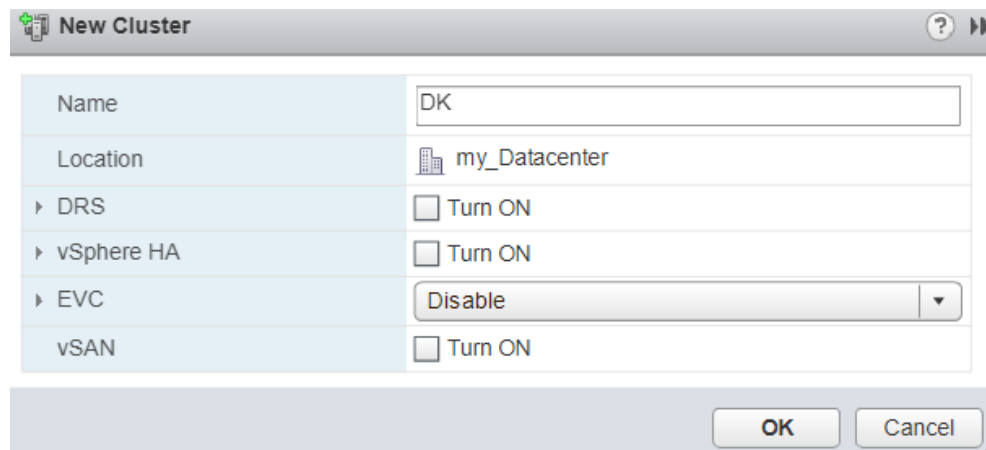 New Cluster ?
Name DK
Location my_Datacenter
DRS Turn ON
vSphere HA Turn ON
EVC Disable
vSAN Turn ON
OK Cancel